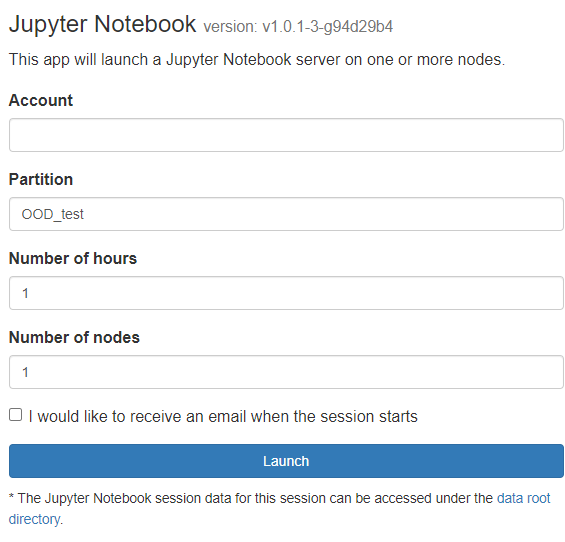 Jupyter Notebook version: v1.0.1-3-g94d29b4
This app will launch a Jupyter Notebook server on one or more nodes.
Account
Partition
OOD_test
Number of hours
1
Number of nodes
1
I would like to receive an email when the session starts
Launch
* The Jupyter Notebook session data for this session can be accessed under the data root
directory.